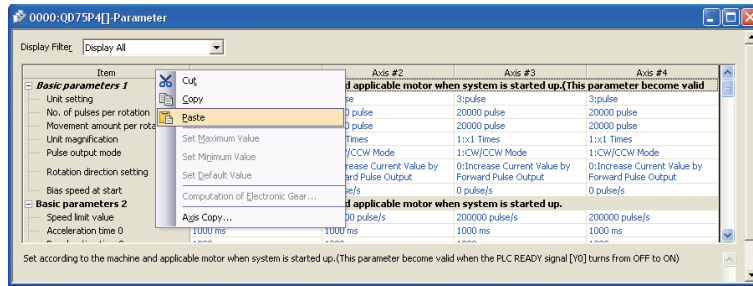 0000:QD75P4[]-Parameter
Display Filter Display All
Item Axis #2 Axis #3 Axis #4
Basic parameters 1 d applicable motor when system is started up.(This parameter become valid
Unit setting 3:pulse 3:pulse
No. of pulses per rotation 0 pulse 20000 pulse 20000 pulse
Movement amount per rota 0 pulse 20000 pulse 20000 pulse
Unit magnification Times 1:x1 Times 1:x1 Times
Pulse output mode /CCW Mode 1:CW/CCW Mode 1:CW/CCW Mode
Rotation direction setting rease Current Value by 0:Increase Current Value by 0:Increase Current Value by
ard Pulse Output Forward Pulse Output Forward Pulse Output
Bias speed at start se/s 0 pulse/s 0 pulse/s
Basic parameters 2 d applicable motor when system is started up.
Speed limit value 00 pulse/s 200000 pulse/s 200000 pulse/s
Acceleration time 0 1000 ms 1000 ms 1000 ms 1000 ms
Cut
Copy
Paste
Set Maximum Value
Set Minimum Value
Set Default Value
Computation of Electronic Gear...
Axis Copy...
Set according to the machine and applicable motor when system is started up.(This parameter become valid when the PLC READY signal [Y0] turns from OFF to ON)